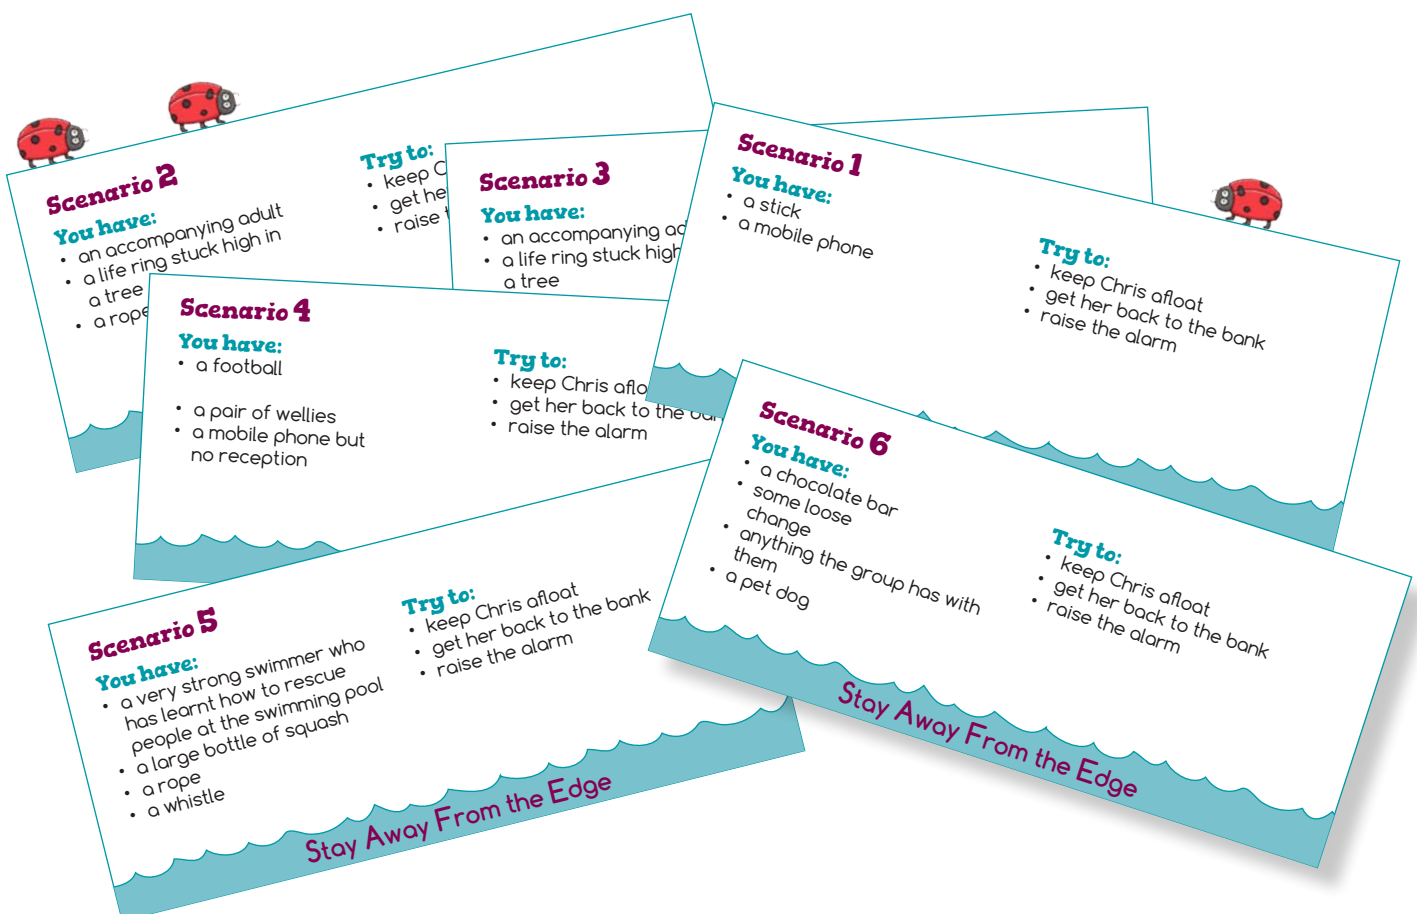 Scenario 2
You have:
• an accompanying adult
• a life ring stuck high in
a tree
• a rope
Try to:
• keep
• get
• raise
Scenario 3
You have:
• an accompanying
• a life ring stuck high
a tree
Scenario 1
You have:
• a stick
• a mobile phone
Try to:
• keep Chris afloat
• get her back to the bank
• raise the alarm
Scenario 4
You have:
• a football
• a pair of wellies
• a mobile phone but
no reception
Try to:
• keep Chris
• get her back to the
• raise the alarm
Scenario 6
You have:
• a chocolate bar
• some loose
change
• anything the group has with
them
• a pet dog
Try to:
• keep Chris afloat
• get her back to the bank
• raise the alarm
Stay Away From the Edge
Scenario 5
You have:
• a very strong swimmer who
has learnt how to rescue
people at the swimming pool
• a large bottle of squash
• a rope
• a whistle
Try to:
• keep Chris afloat
• get her back to the bank
• raise the alarm
Stay Away From the Edge